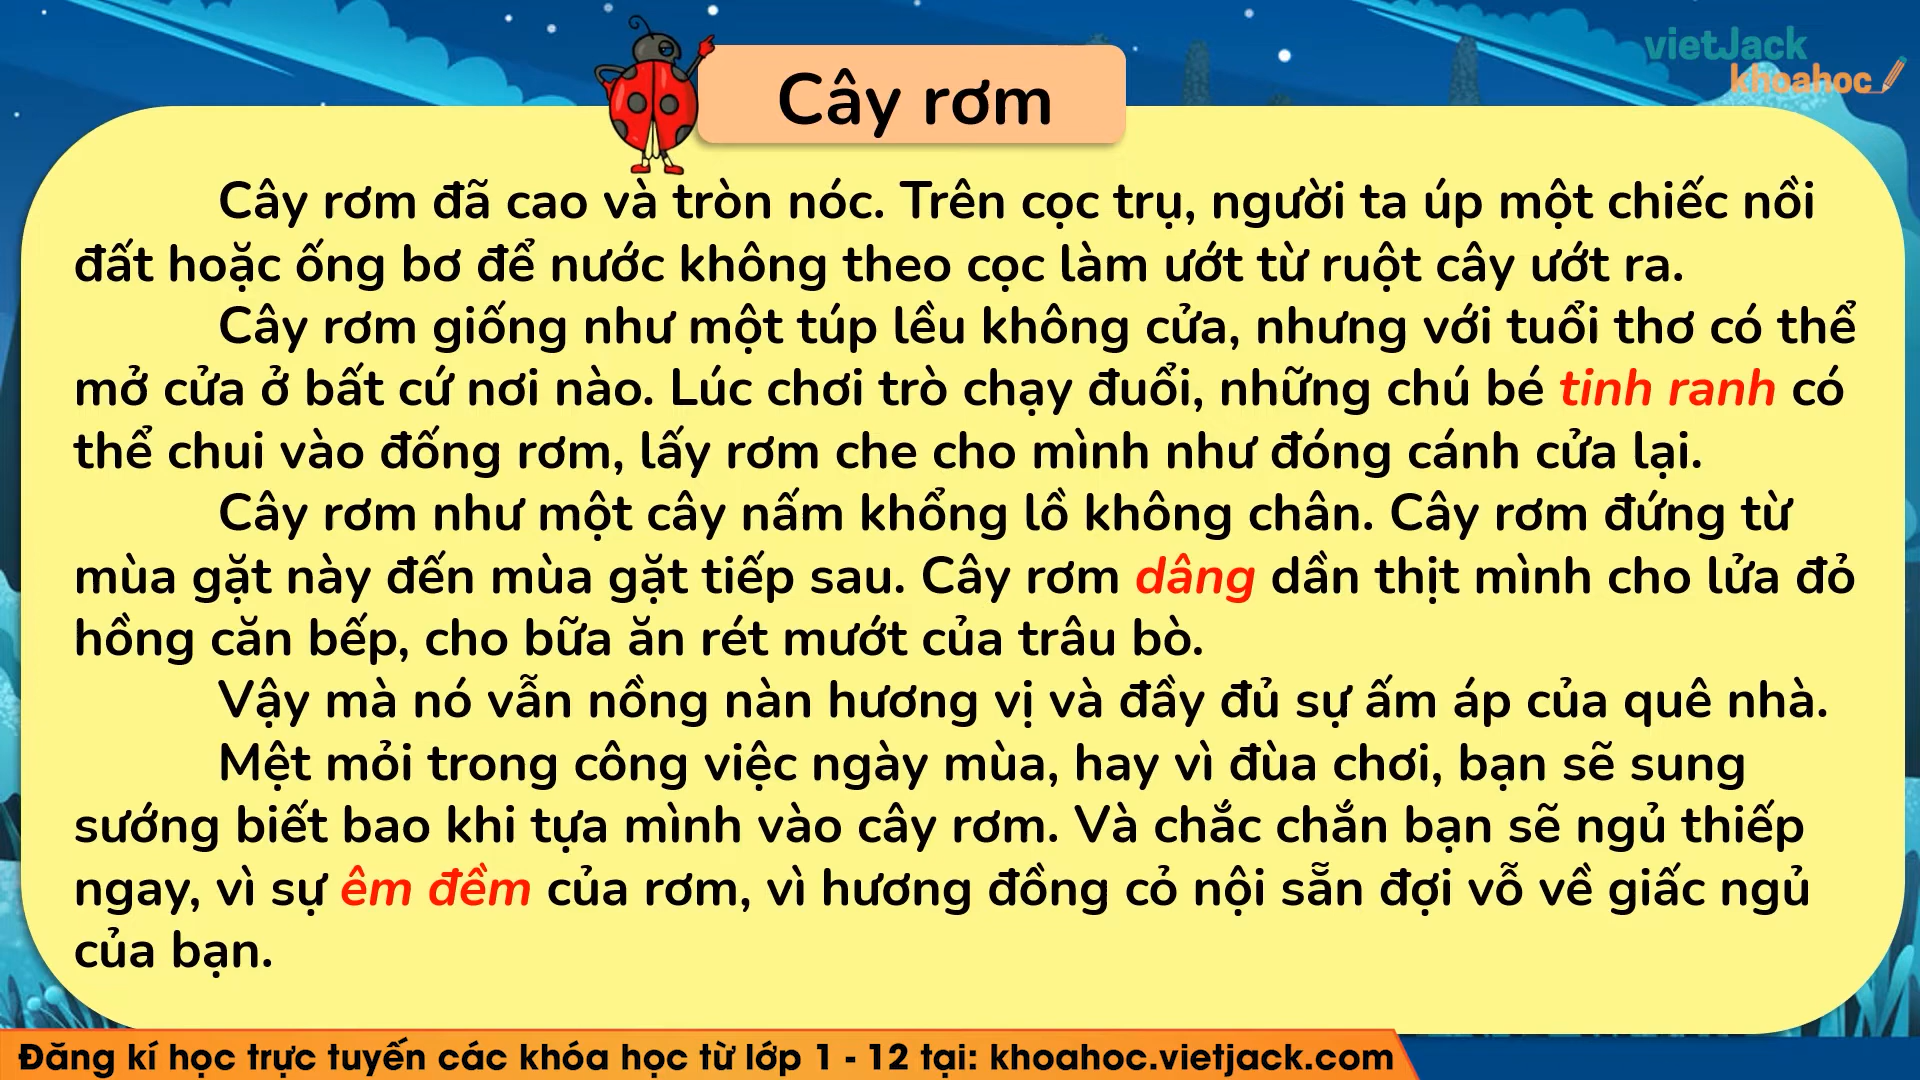 vietJack
khoahoc
Cây rơm
Cây rơm đã cao và tròn nóc. Trên cọc trụ, người ta úp một chiếc nồi
đất hoặc ống bơ để nước không theo cọc làm ướt từ ruột cây ướt ra.
Cây rơm giống như một túp lều không cửa, nhưng với tuổi thơ có thể
mở cửa ở bất cứ nơi nào. Lúc chơi trò chạy đuổi, những chú bé tinh ranh có
thể chui vào đống rơm, lấy rơm che cho mình như đóng cánh cửa lại.
Cây rơm như một cây nấm khổng lồ không chân. Cây rơm đứng từ
mùa gặt này đến mùa gặt tiếp sau. Cây rơm dâng dần thịt mình cho lửa đỏ
hồng căn bếp, cho bữa ăn rét mướt của trâu bò.
Vậy mà nó vẫn nồng nàn hương vị và đầy đủ sự ấm áp của quê nhà.
Mệt mỏi trong công việc ngày mùa, hay vì đùa chơi, bạn sẽ sung
sướng biết bao khi tựa mình vào cây rơm. Và chắc chắn bạn sẽ ngủ thiếp
ngay, vì sự êm đềm của rơm, vì hương đồng cỏ nội sẵn đợi vỗ về giấc ngủ
của bạn.
Đăng kí học trực tuyến các khóa học từ lớp 1 - 12 tại: khoahoc.vietjack.com